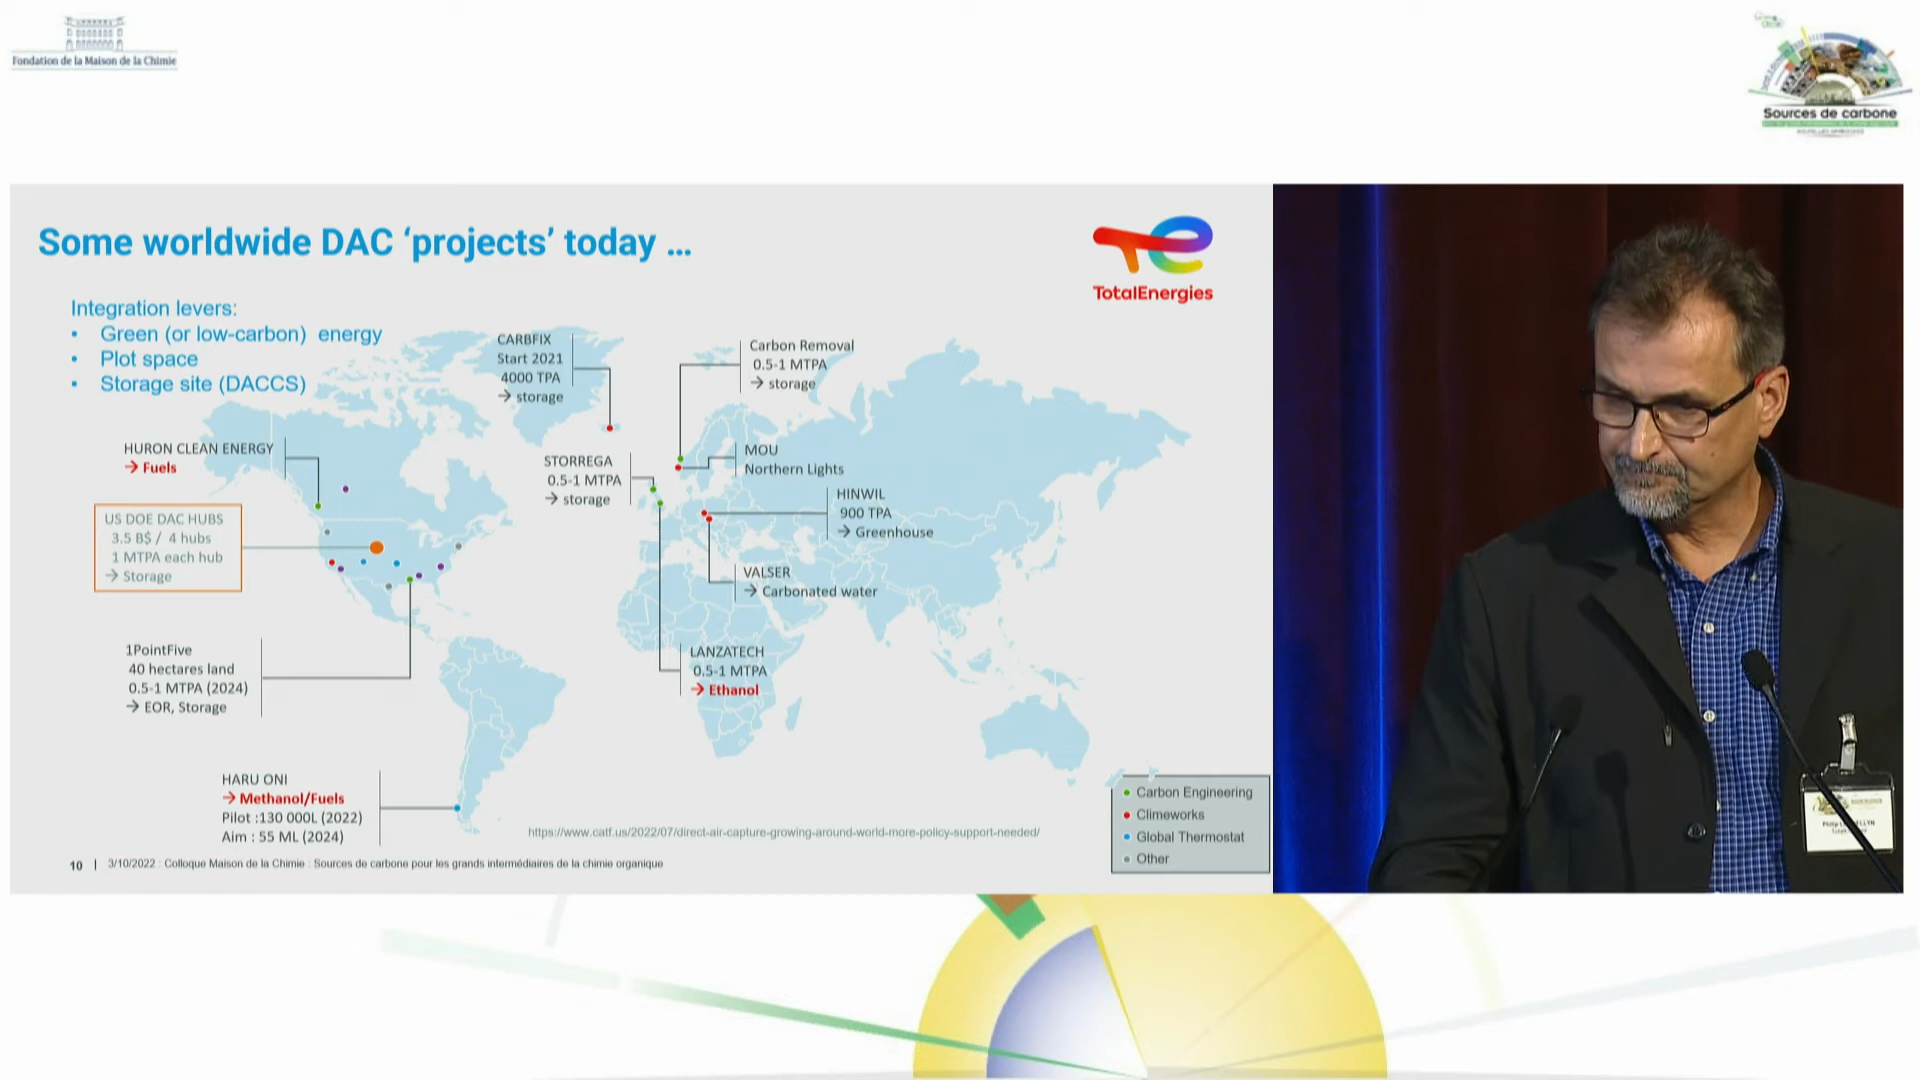 Fondation de la Maison de la Chimie
Sources de carbone
Some worldwide DAC ‘projects’ today ...
TotalEnergies
Integration levers:
• Green (or low-carbon) energy
• Plot space
• Storage site (DACCS)
CARBFIX
Start 2021
4000 TPA
→ storage
Carbon Removal
0.5-1 MTPA
→ storage
HURON CLEAN ENERGY
→ Fuels
STORREGA
0.5-1 MTPA
→ storage
MOU
Northern Lights
HINWIL
900 TPA
→ Greenhouse
US DOE DAC HUBS
3.5 B$ / 4 hubs
1 MTPA each hub
→ Storage
VALSER
→ Carbonated water
1PointFive
40 hectares land
0.5-1 MTPA (2024)
→ EOR, Storage
LANZATECH
0.5-1 MTPA
→ Ethanol
HARU ONI
→ Methanol/Fuels
Pilot :130 000L (2022)
Aim : 55 ML (2024)
• Carbon Engineering
• Climeworks
• Global Thermostat
• Other
https://www.catf.us/2022/07/direct-air-capture-growing-around-world-more-policy-support-needed/
10 | 3/10/2022 : Colloque Maison de la Chimie : Sources de carbone pour les grands intermédiaires de la chimie organique